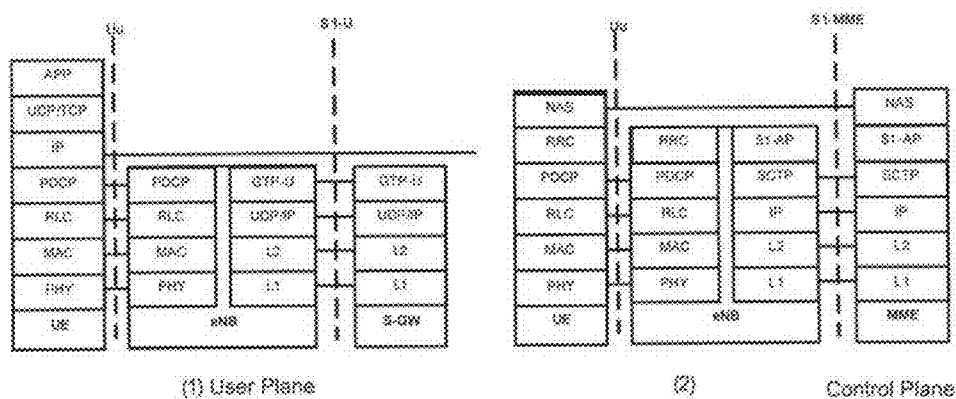 Uu S1-U
APP
UDP/TCP
IP
PDCP PDCP GTP-U GTP-U
RLC RLC UDP/IP UDP/IP
MAC MAC L2 L2
PHY PHY L1 L1
UE eNB S-GW
(1) User Plane
Uu S1-MME
NAS NAS
RRC RRC S1-AP S1-AP
PDCP PDCP SCTP SCTP
RLC RLC IP IP
MAC MAC L2 L2
PHY PHY L1 L1
UE eNB MME
(2) Control Plane